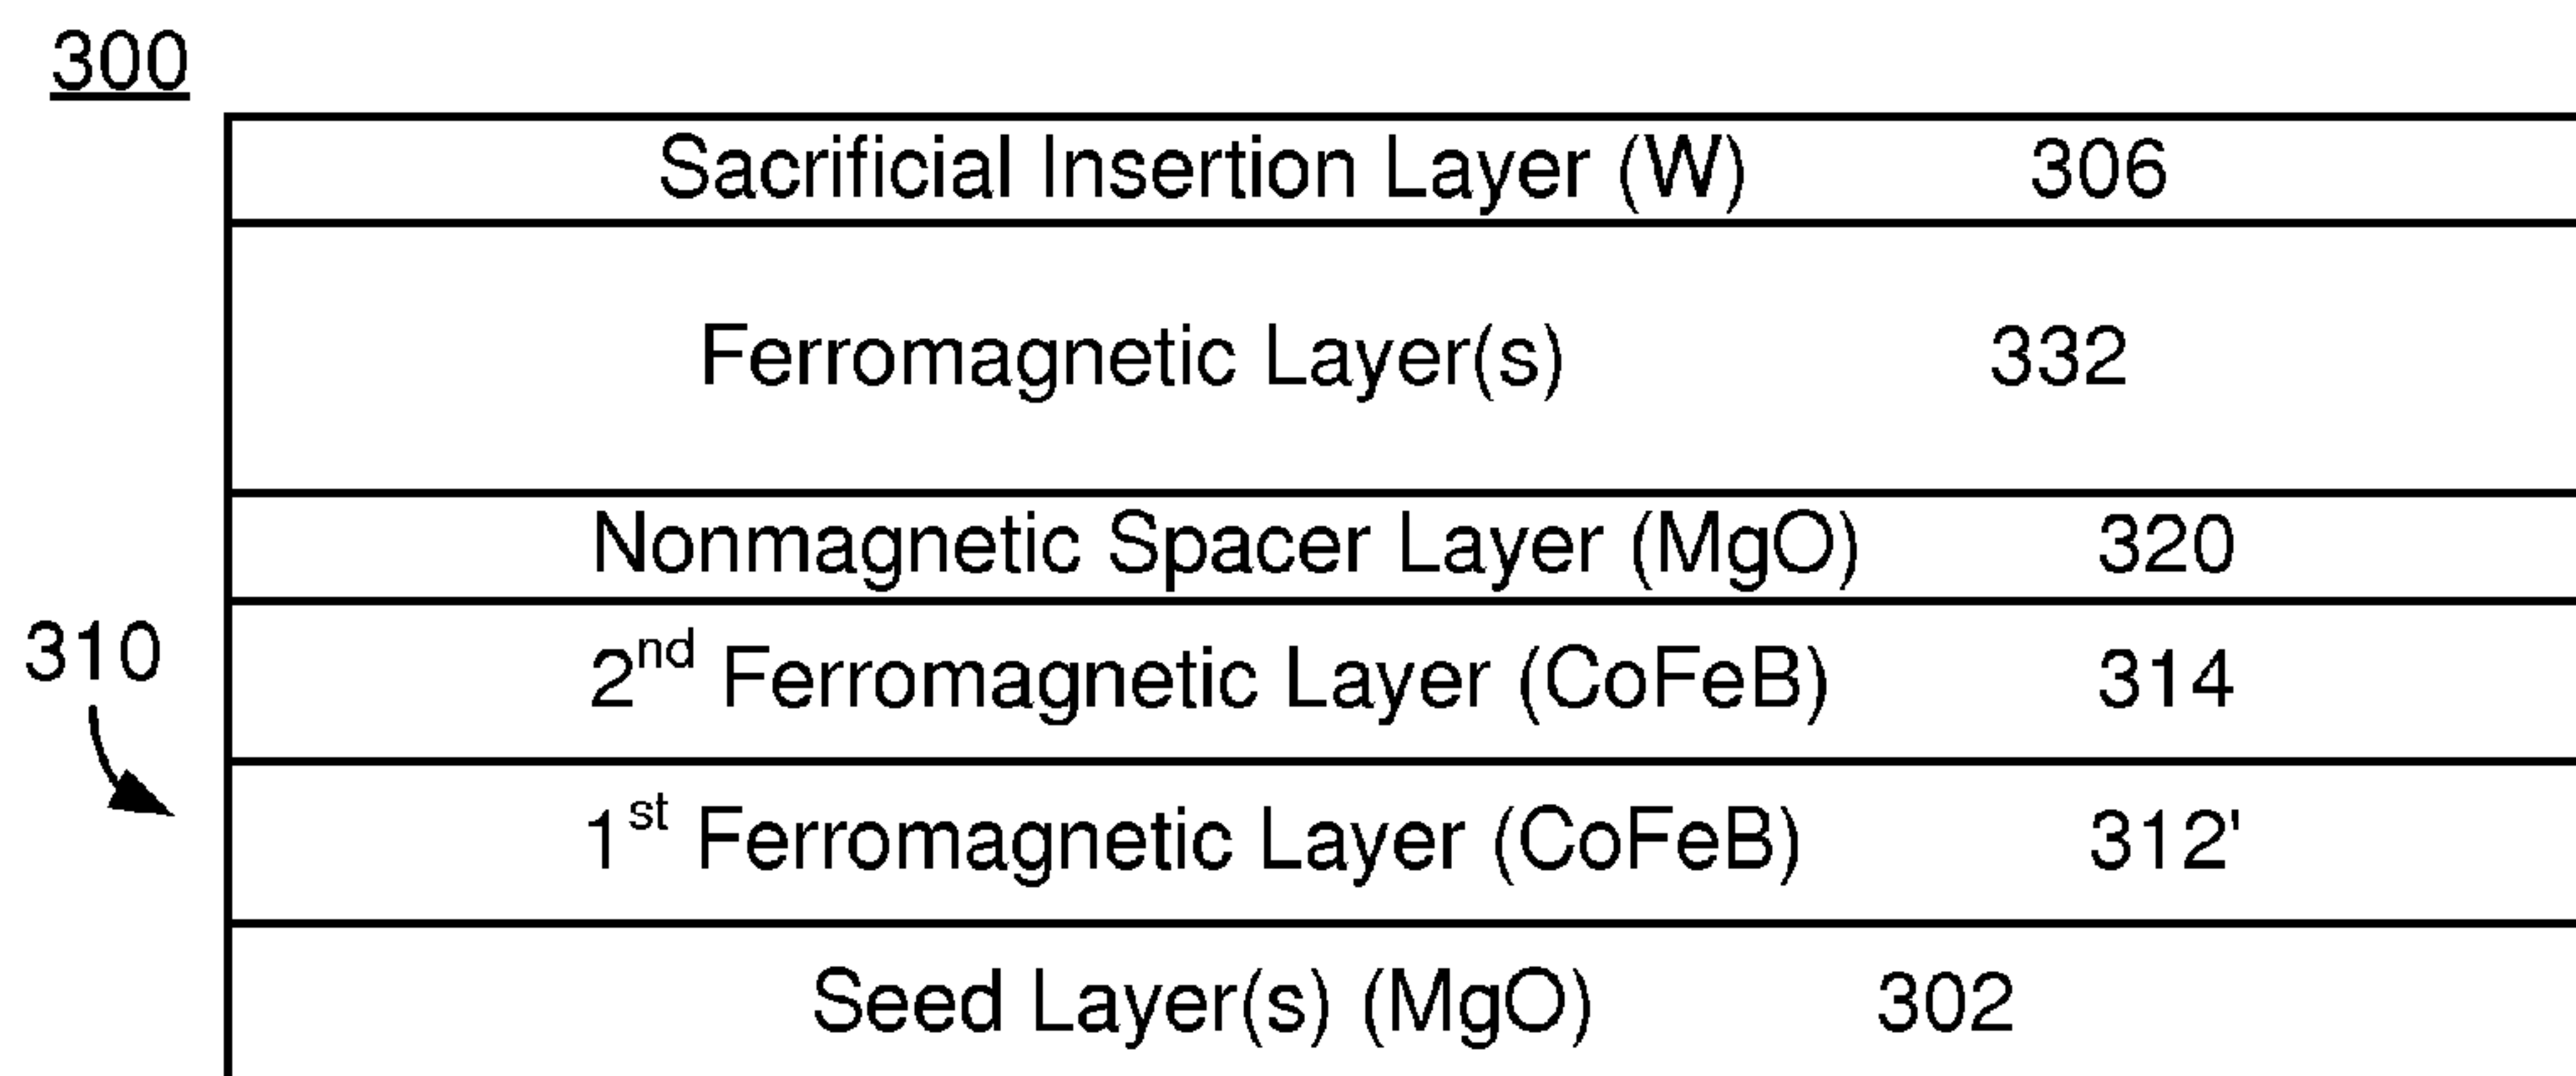 300
Sacrificial Insertion Layer (W) 306
Ferromagnetic Layer(s) 332
Nonmagnetic Spacer Layer (MgO) 320
310
2nd Ferromagnetic Layer (CoFeB) 314
1st Ferromagnetic Layer (CoFeB) 312'
Seed Layer(s) (MgO) 302